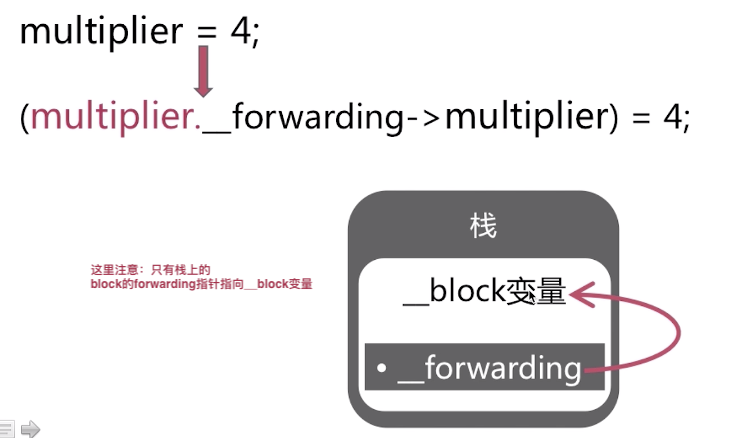 multiplier = 4;
(multiplier.__forwarding->multiplier) = 4;
栈
这里注意：只有栈上的
block的forwarding指针指向__block变量
__block变量
• __forwarding